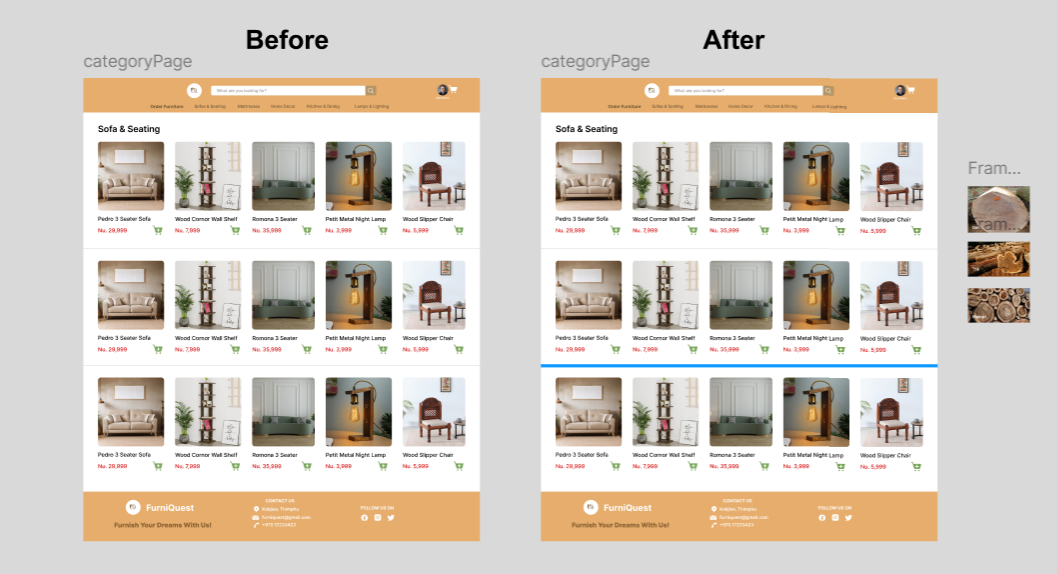 Before
After
categoryPage
categoryPage
What are you looking for?
Order Furniture Sofas & Seatings Mattresses Home Decor Kitchen & Dining Lamps & Lighting
Sofa & Seating
Pedro 3 Seater Sofa Wood Cornor Wall Shelf Romona 3 Seater Petit Metal Night Lamp Wood Slipper Chair
Nu. 29,999 Nu. 7,999 Nu. 35,999 Nu. 3,999 Nu. 5,999
Pedro 3 Seater Sofa Wood Cornor Wall Shelf Romona 3 Seater Petit Metal Night Lamp Wood Slipper Chair
Nu. 29,999 Nu. 7,999 Nu. 35,999 Nu. 3,999 Nu. 5,999
Pedro 3 Seater Sofa Wood Cornor Wall Shelf Romona 3 Seater Petit Metal Night Lamp Wood Slipper Chair
Nu. 29,999 Nu. 7,999 Nu. 35,999 Nu. 3,999 Nu. 5,999
FurniQuest
Furnish Your Dreams With Us!
CONTACT US
Kabjisa, Thimphu
furniquest@gmail.com
+975 17233423
FOLLOW US ON
What are you looking for?
Order Furniture Sofas & Seatings Mattresses Home Decor Kitchen & Dining Lamps & Lighting
Sofa & Seating
Pedro 3 Seater Sofa Wood Cornor Wall Shelf Romona 3 Seater Petit Metal Night Lamp Wood Slipper Chair
Nu. 29,999 Nu. 7,999 Nu. 35,999 Nu. 3,999 Nu. 5,999
Pedro 3 Seater Sofa Wood Cornor Wall Shelf Romona 3 Seater Petit Metal Night Lamp Wood Slipper Chair
Nu. 29,999 Nu. 7,999 Nu. 35,999 Nu. 3,999 Nu. 5,999
Pedro 3 Seater Sofa Wood Cornor Wall Shelf Romona 3 Seater Petit Metal Night Lamp Wood Slipper Chair
Nu. 29,999 Nu. 7,999 Nu. 35,999 Nu. 3,999 Nu. 5,999
FurniQuest
Furnish Your Dreams With Us!
CONTACT US
Kabjisa, Thimphu
furniquest@gmail.com
+975 17233423
FOLLOW US ON
Fram...
Fram...